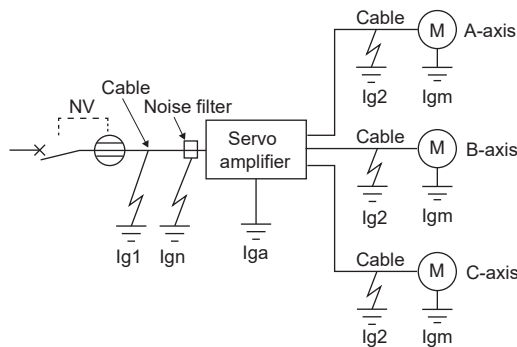 Cable
M
A-axis
Ig2
Igm
NV
Cable
Noise filter
Servo
amplifier
Ig1
Ign
Iga
Cable
M
B-axis
Ig2
Igm
Cable
M
C-axis
Ig2
Igm